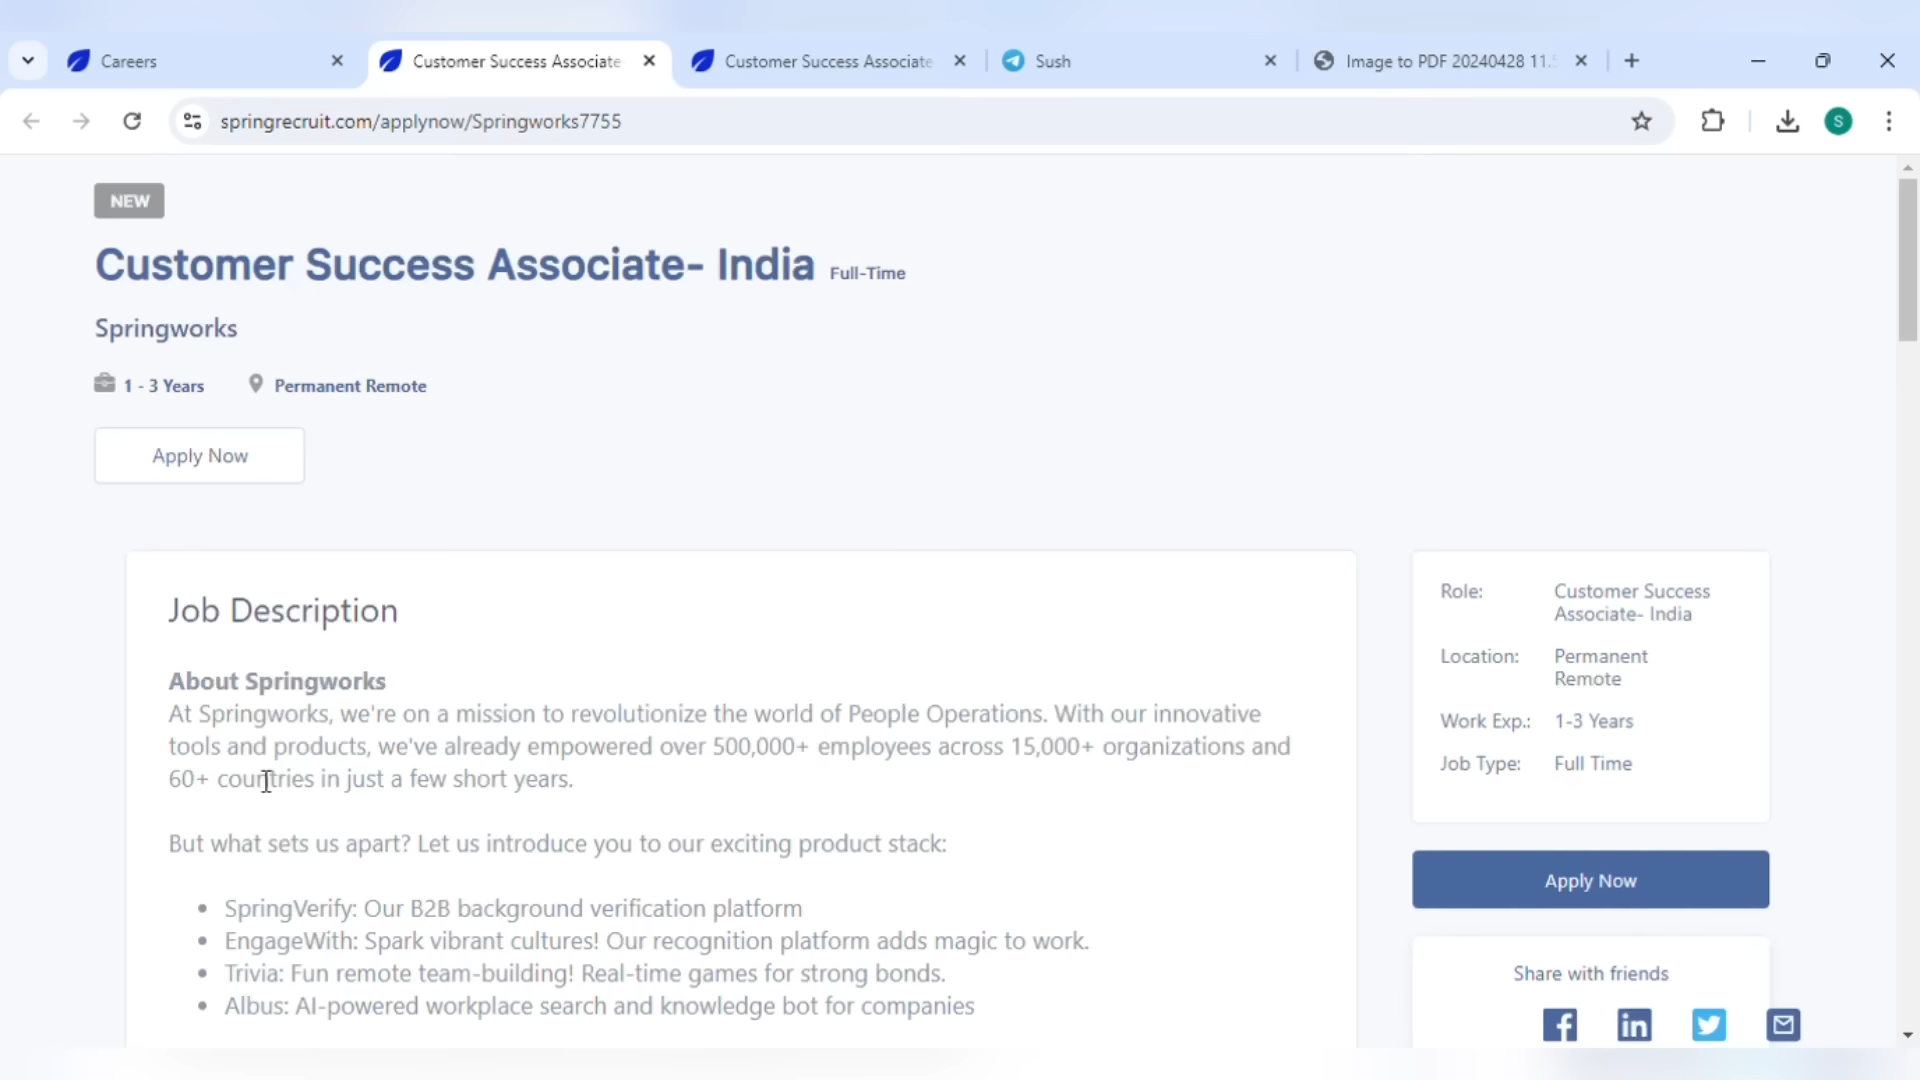 Careers
Customer Success Associate
Customer Success Associate
Sush
Image to PDF 20240428 11.
springrecruit.com/applynow/Springworks7755
S
NEW
Customer Success Associate- India Full-Time
Springworks
1 - 3 Years Permanent Remote
Apply Now
Job Description
About Springworks
At Springworks, we're on a mission to revolutionize the world of People Operations. With our innovative
tools and products, we've already empowered over 500,000+ employees across 15,000+ organizations and
60+ countries in just a few short years.
But what sets us apart? Let us introduce you to our exciting product stack:
• SpringVerify: Our B2B background verification platform
• EngageWith: Spark vibrant cultures! Our recognition platform adds magic to work.
• Trivia: Fun remote team-building! Real-time games for strong bonds.
• Albus: AI-powered workplace search and knowledge bot for companies
Role: Customer Success
Associate- India
Location: Permanent
Remote
Work Exp.: 1-3 Years
Job Type: Full Time
Apply Now
Share with friends